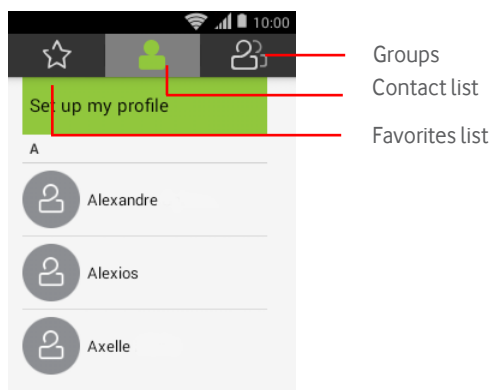 10:00
Groups
Contact list
Set up my profile
Favorites list
A
Alexandre
Alexios
Axelle